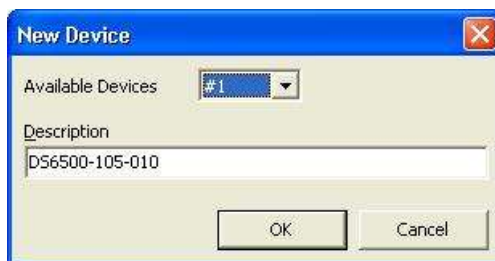 New Device
Available Devices #1
Description
DS6500-105-010
OK Cancel